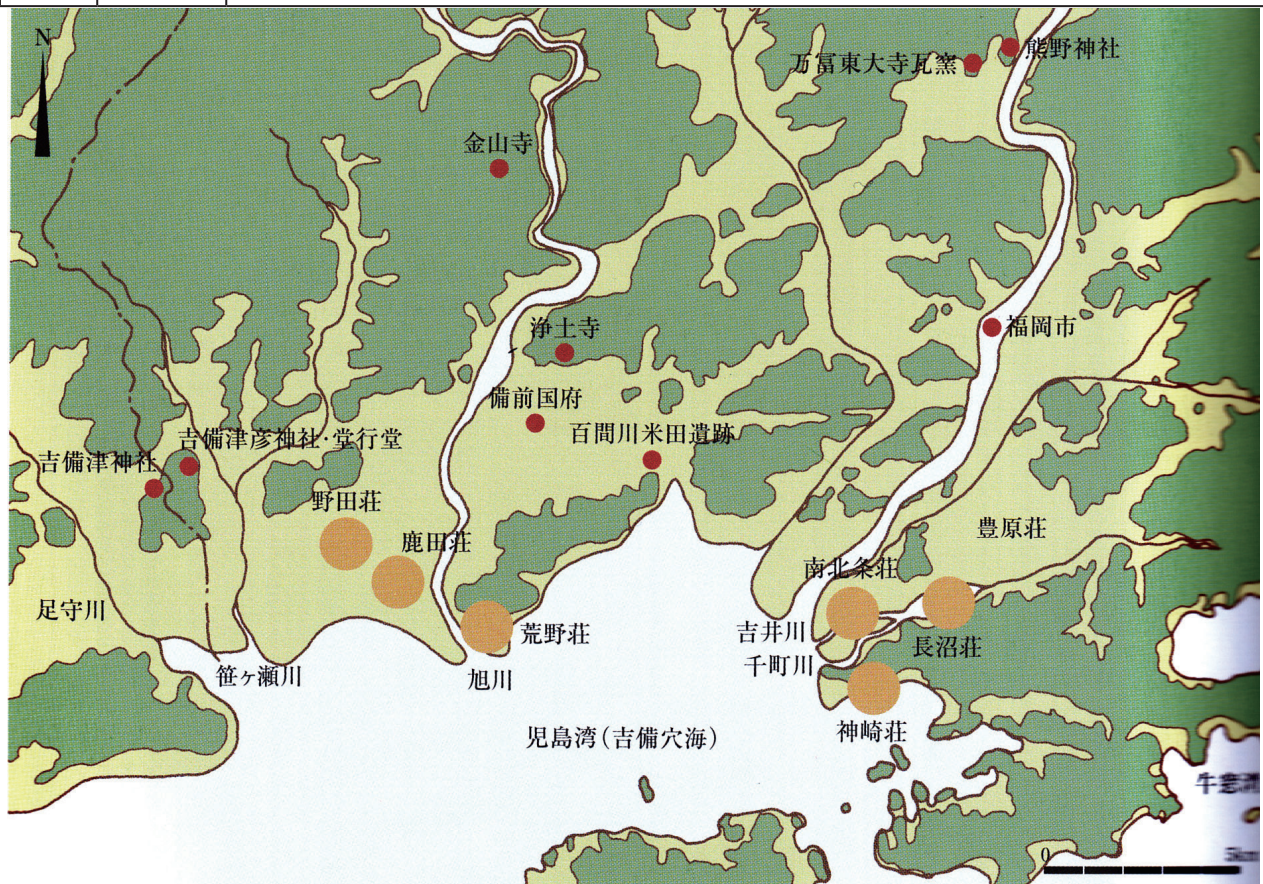 N
熊野神社
万富東大寺瓦窯
金山寺
福岡市
浄土寺
備前国府
百間川米田遺跡
吉備津彦神社・堂行堂
吉備津神社
野田荘
鹿田荘
豊原荘
南北条荘
足守川
荒野荘
吉井川
長沼荘
千町川
笹ヶ瀬川
旭川
神崎荘
児島湾(吉備穴海)
0
5km